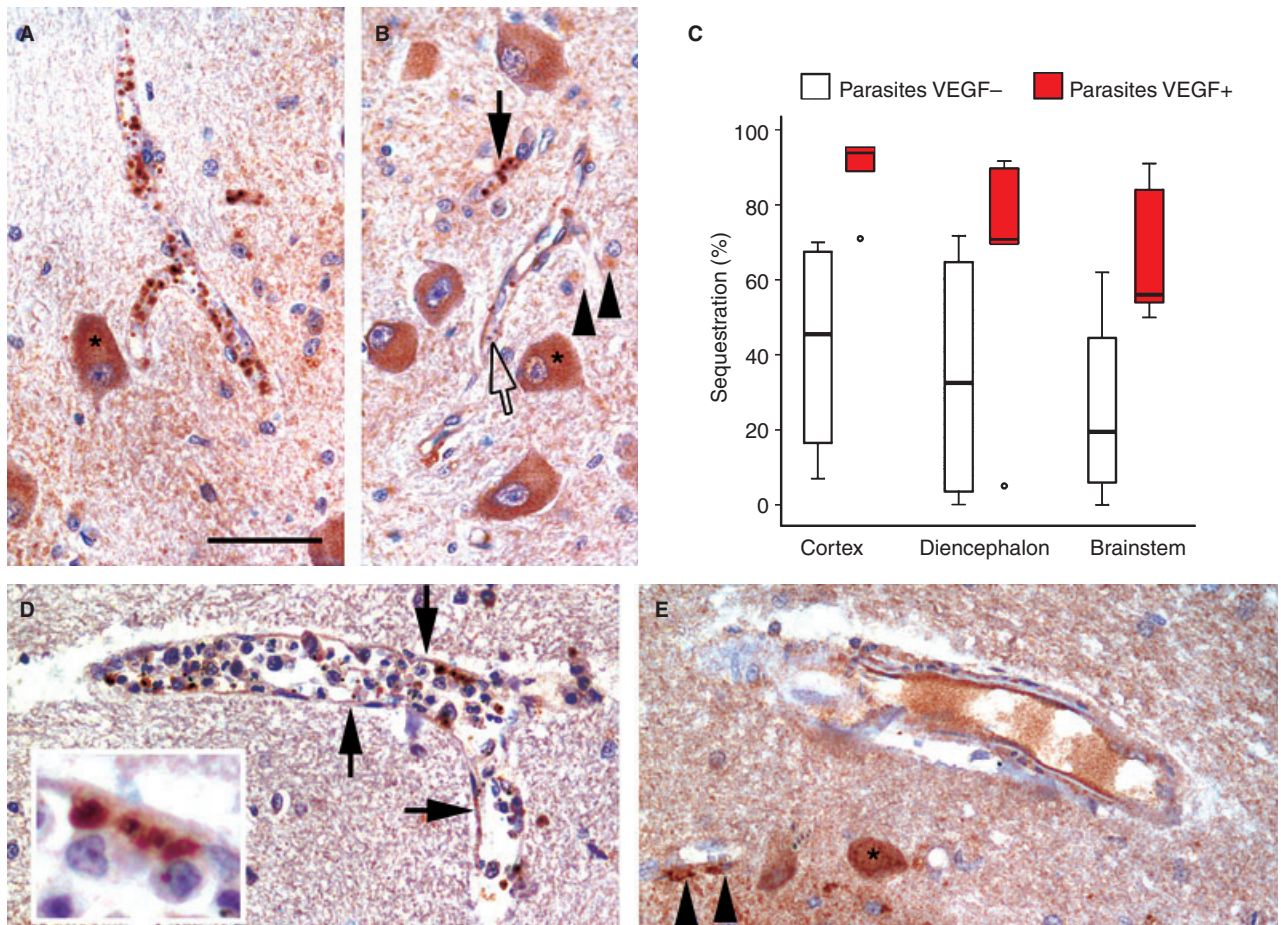 A
B
C
Parasites VEGF– Parasites VEGF+
100
80
60
40
20
0
Sequestration (%)
Cortex Diencephalon Brainstem
*
*
D
E
*